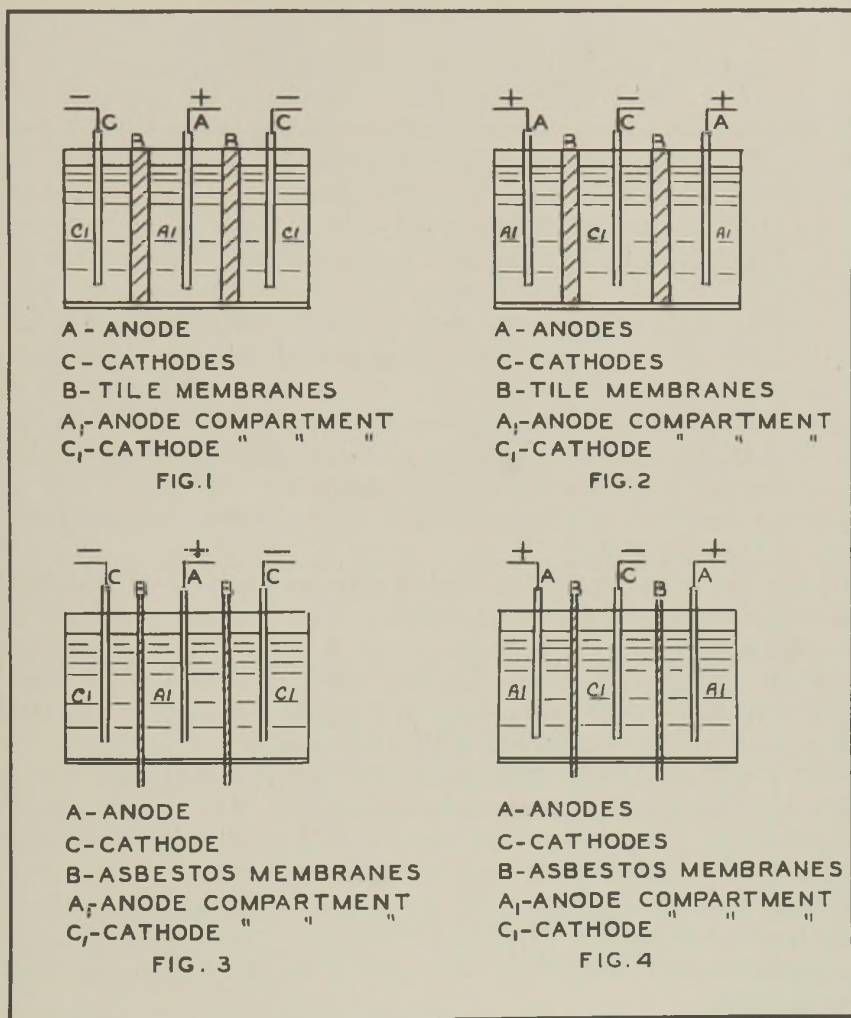 − + −
C B A B C
C1 A1 C1
A - ANODE
C - CATHODES
B - TILE MEMBRANES
A₁-ANODE COMPARTMENT
C₁-CATHODE " " "
FIG. 1
+ − +
A B C B A
A1 C1 A1
A - ANODES
C - CATHODES
B - TILE MEMBRANES
A₁-ANODE COMPARTMENT
C₁-CATHODE " " "
FIG. 2
− + −
C B A B C
C1 A1 C1
A - ANODE
C - CATHODE
B - ASBESTOS MEMBRANES
A₁-ANODE COMPARTMENT
C₁-CATHODE " " "
FIG. 3
+ − +
A B C B A
A1 C1 A1
A - ANODES
C - CATHODES
B - ASBESTOS MEMBRANES
A₁-ANODE COMPARTMENT
C₁-CATHODE " " "
FIG. 4